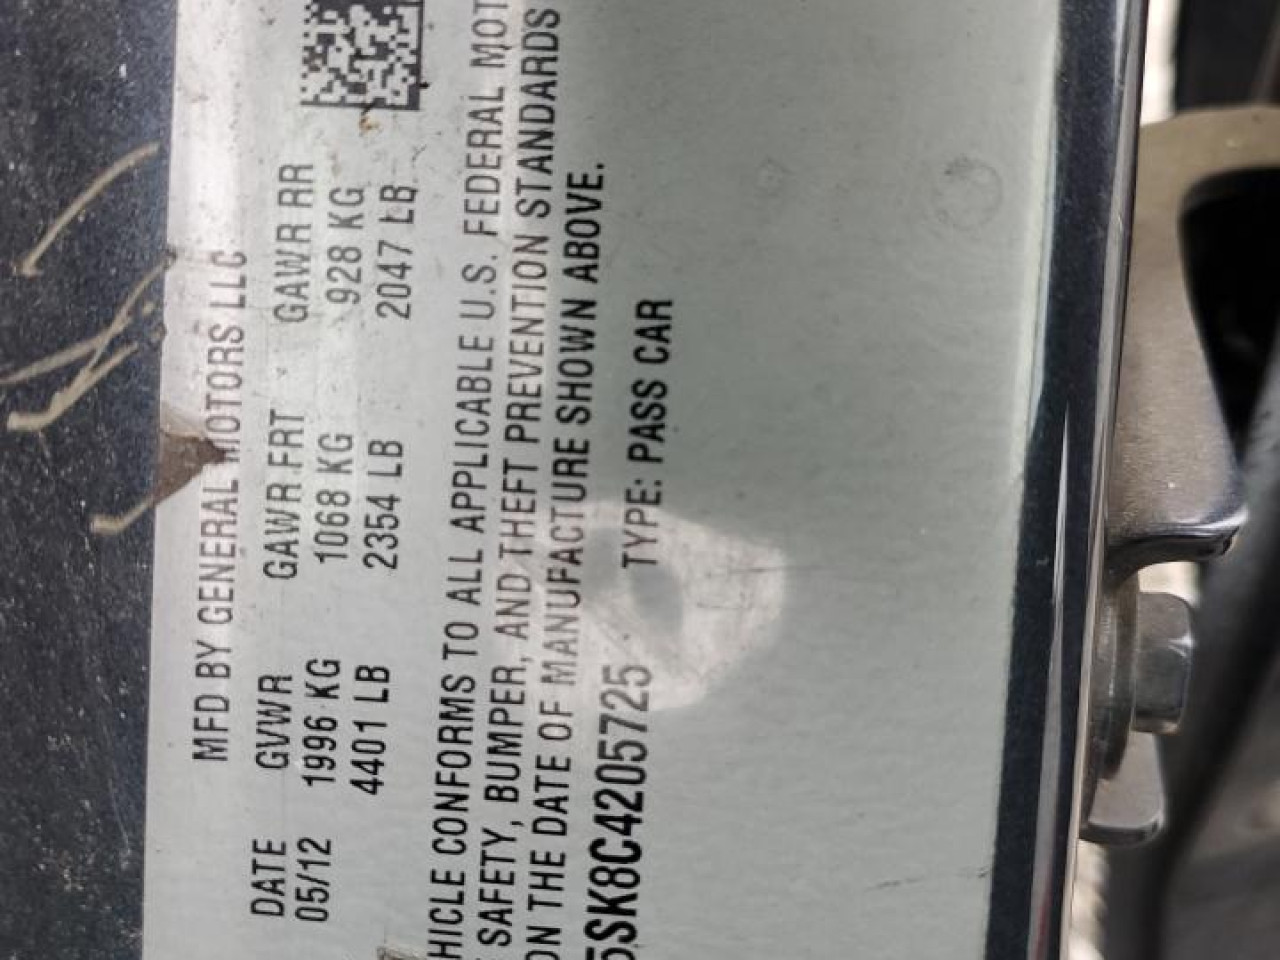 MFD BY GENERAL MOTORS LLC
DATE GVWR GAWR FRT GAWR RR
05/12 1996 KG 1068 KG 928 KG
4401 LB 2354 LB 2047 LB
HICLE CONFORMS TO ALL APPLICABLE U.S. FEDERAL MOT
SAFETY, BUMPER, AND THEFT PREVENTION STANDARDS
ON THE DATE OF MANUFACTURE SHOWN ABOVE.
5SK8C4205725 TYPE: PASS CAR